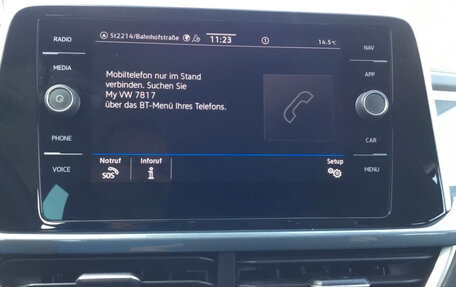 RADIO
MEDIA
PHONE
VOICE
St2214/Bahnhofstraße
11:23
14.5°C
Mobiltelefon nur im Stand
verbinden. Suchen Sie
My VW 7817
über das BT-Menü Ihres Telefons.
Notruf
SOS
Inforuf
i
Setup
NAV
APP
CAR
MENU